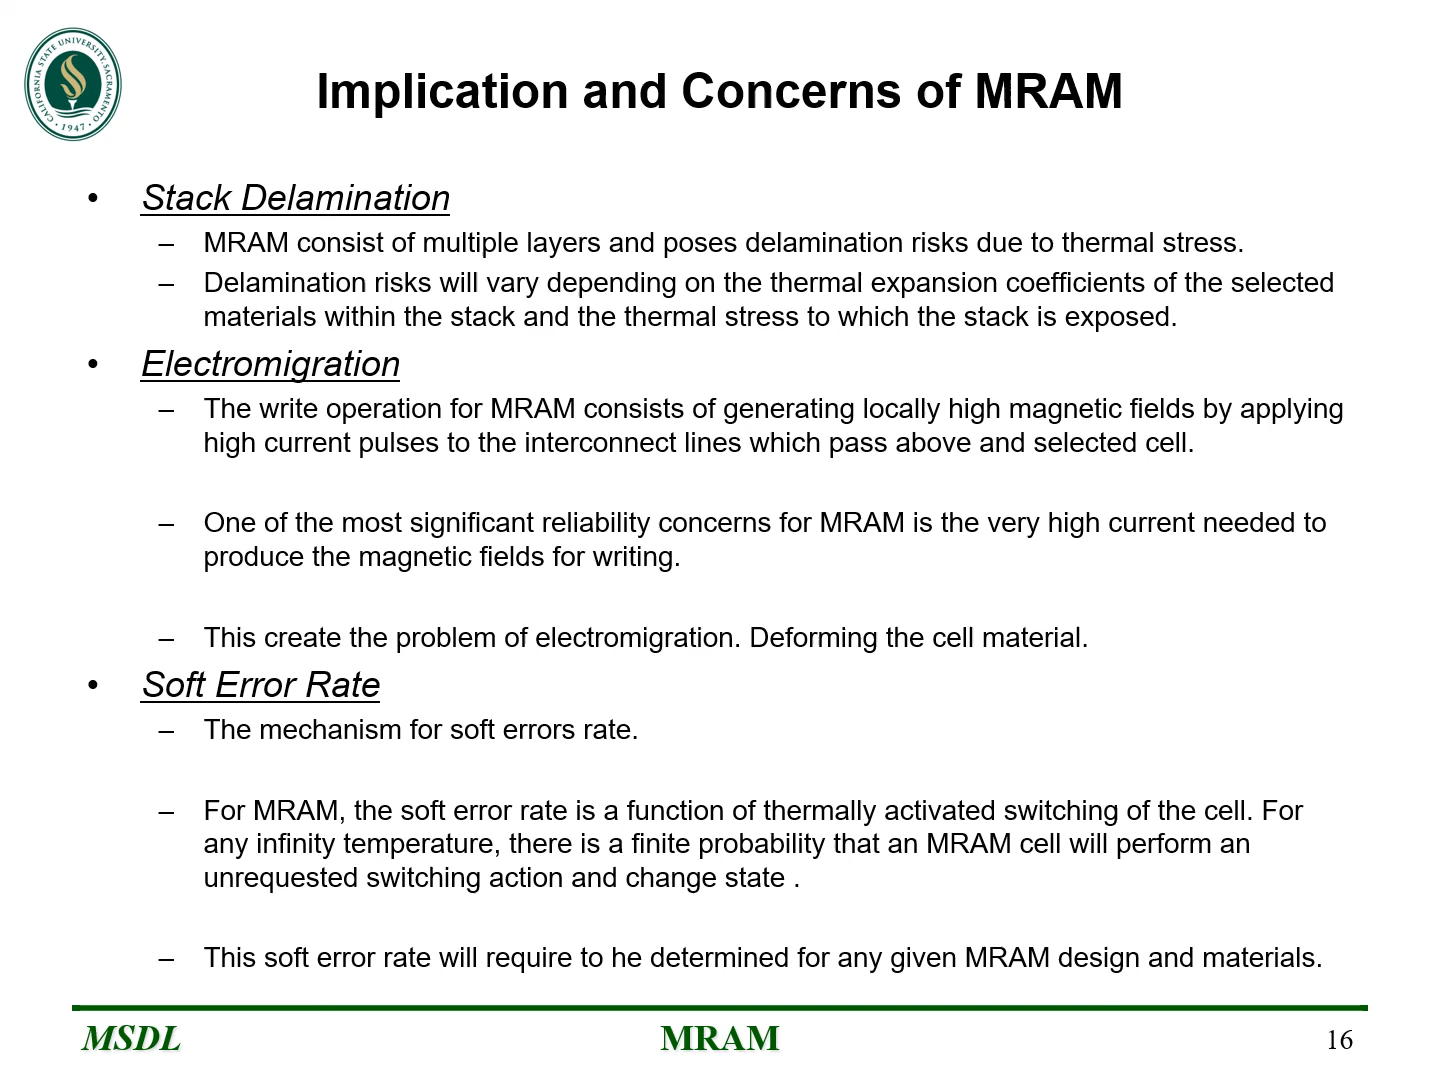 CALIFORNIA STATE UNIVERSITY, SACRAMENTO
• 1947 •
Implication and Concerns of MRAM
• Stack Delamination
– MRAM consist of multiple layers and poses delamination risks due to thermal stress.
– Delamination risks will vary depending on the thermal expansion coefficients of the selected
materials within the stack and the thermal stress to which the stack is exposed.
• Electromigration
– The write operation for MRAM consists of generating locally high magnetic fields by applying
high current pulses to the interconnect lines which pass above and selected cell.
– One of the most significant reliability concerns for MRAM is the very high current needed to
produce the magnetic fields for writing.
– This create the problem of electromigration. Deforming the cell material.
• Soft Error Rate
– The mechanism for soft errors rate.
– For MRAM, the soft error rate is a function of thermally activated switching of the cell. For
any infinity temperature, there is a finite probability that an MRAM cell will perform an
unrequested switching action and change state .
– This soft error rate will require to he determined for any given MRAM design and materials.
MSDL
MRAM
16